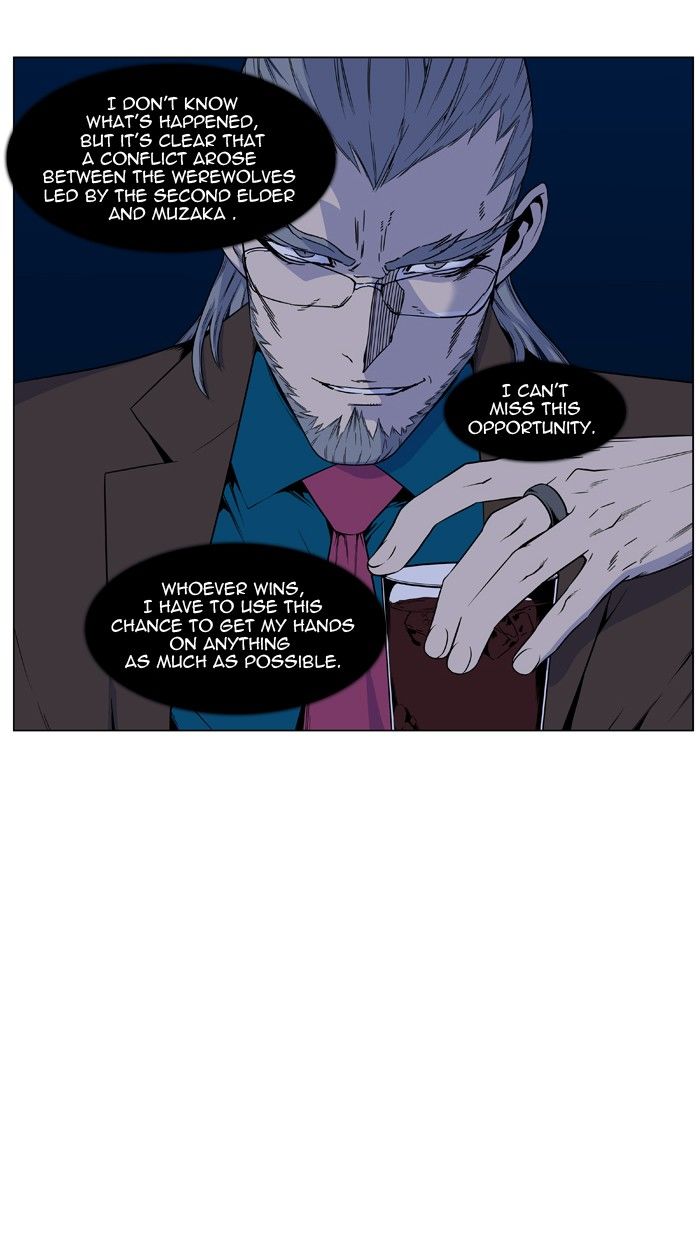 I DON'T KNOW
WHAT'S HAPPENED,
BUT IT'S CLEAR THAT
A CONFLICT AROSE
BETWEEN THE WEREWOLVES
LED BY THE SECOND ELDER
AND MUZAKA .
I CAN'T
MISS THIS
OPPORTUNITY.
WHOEVER WINS,
I HAVE TO USE THIS
CHANCE TO GET MY HANDS
ON ANYTHING
AS MUCH AS POSSIBLE.